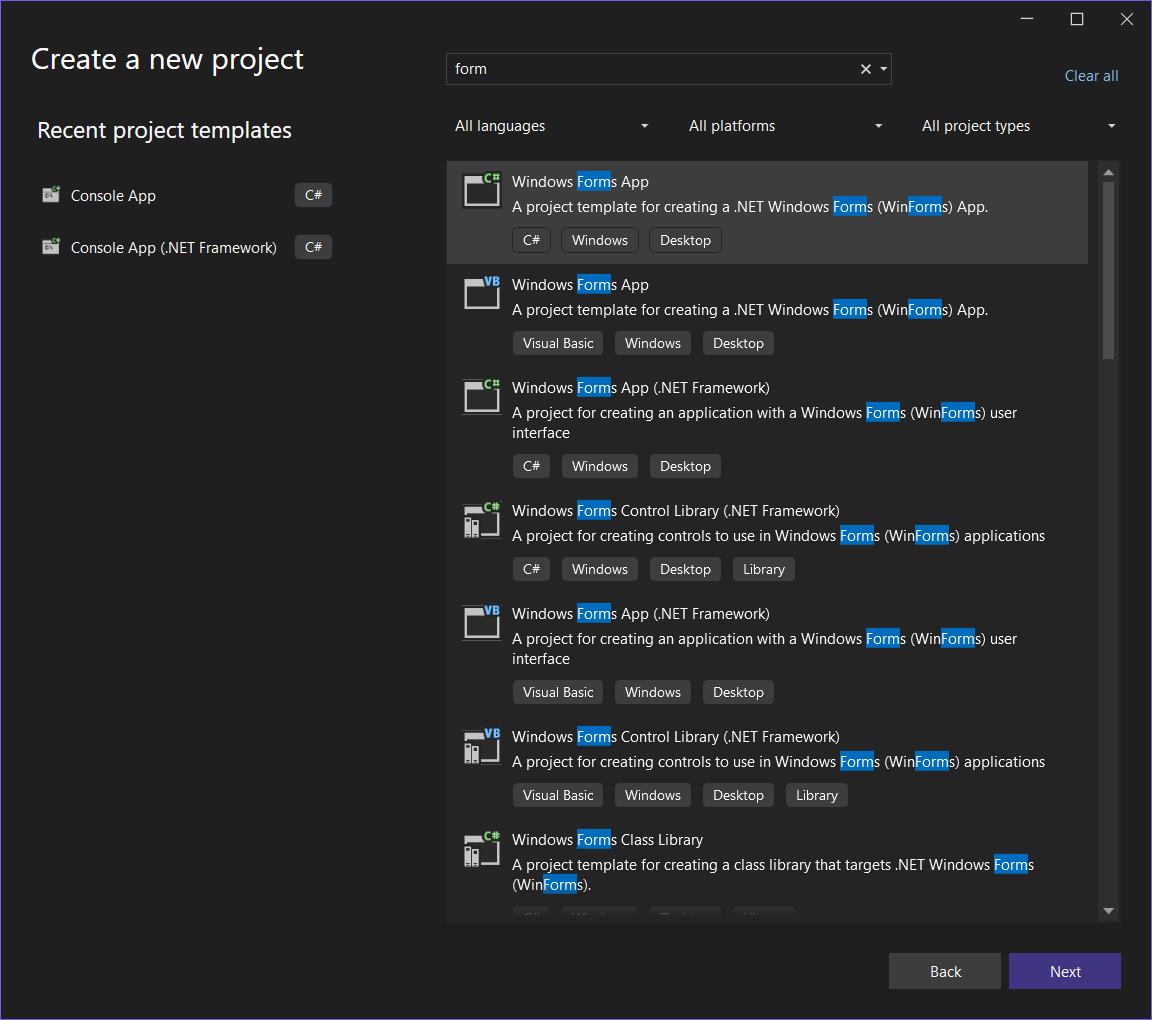 Create a new project
form
Clear all
Recent project templates
All languages
All platforms
All project types
Console App
C#
Console App (.NET Framework)
C#
C#
Windows Forms App
A project template for creating a .NET Windows Forms (WinForms) App.
C#
Windows
Desktop
VB
Windows Forms App
A project template for creating a .NET Windows Forms (WinForms) App.
Visual Basic
Windows
Desktop
C#
Windows Forms App (.NET Framework)
A project for creating an application with a Windows Forms (WinForms) user
interface
C#
Windows
Desktop
C#
Windows Forms Control Library (.NET Framework)
A project for creating controls to use in Windows Forms (WinForms) applications
C#
Windows
Desktop
Library
VB
Windows Forms App (.NET Framework)
A project for creating an application with a Windows Forms (WinForms) user
interface
Visual Basic
Windows
Desktop
VB
Windows Forms Control Library (.NET Framework)
A project for creating controls to use in Windows Forms (WinForms) applications
Visual Basic
Windows
Desktop
Library
C#
Windows Forms Class Library
A project template for creating a class library that targets .NET Windows Forms
(WinForms).
Back
Next